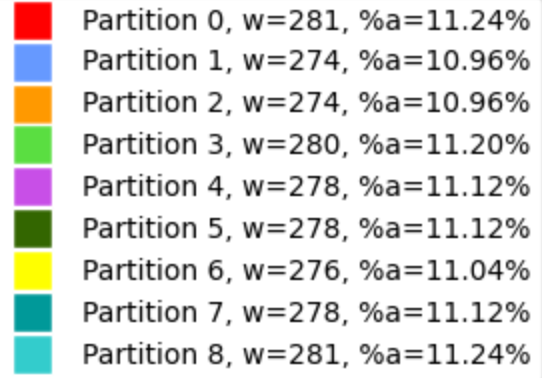 Partition 0, w=281, %a=11.24%
Partition 1, w=274, %a=10.96%
Partition 2, w=274, %a=10.96%
Partition 3, w=280, %a=11.20%
Partition 4, w=278, %a=11.12%
Partition 5, w=278, %a=11.12%
Partition 6, w=276, %a=11.04%
Partition 7, w=278, %a=11.12%
Partition 8, w=281, %a=11.24%